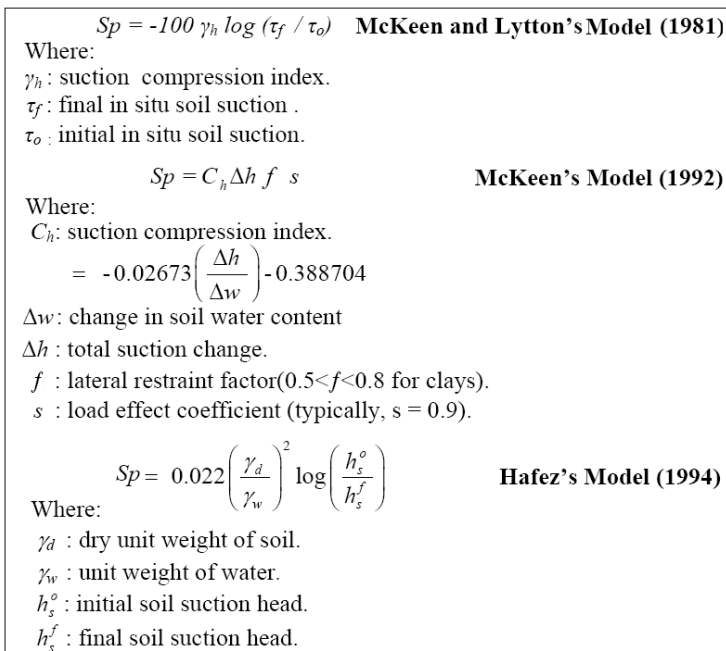 Sp = -100 γₕ log (τf / τo) McKeen and Lytton's Model (1981)
Where:
γₕ : suction compression index.
τf : final in situ soil suction .
τo : initial in situ soil suction.
Sp = Cₕ Δh f s McKeen's Model (1992)
Where:
Cₕ: suction compression index.
= -0.02673(Δh/Δw)-0.388704
Δw: change in soil water content
Δh : total suction change.
f : lateral restraint factor(0.5<f<0.8 for clays).
s : load effect coefficient (typically, s = 0.9).
Sp = 0.022(γd/γw)² log(hₛᵒ/hₛᶠ) Hafez's Model (1994)
Where:
γd : dry unit weight of soil.
γw : unit weight of water.
hₛᵒ : initial soil suction head.
hₛᶠ : final soil suction head.